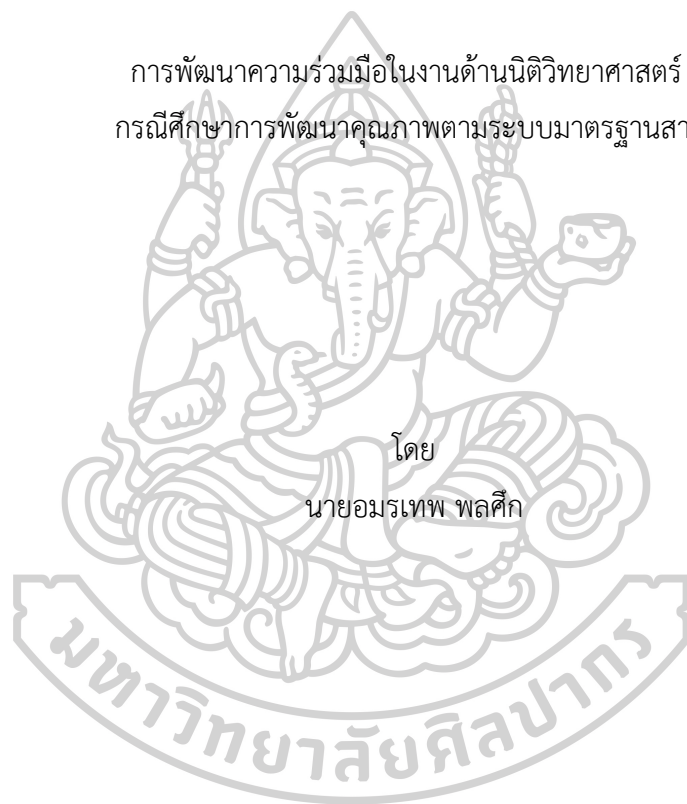 การพัฒนาความร่วมมือในงานด้านนิติวิทยาศาสตร์
กรณีศึกษาการพัฒนาคุณภาพตามระบบมาตรฐานสา
โดย
นายอมรเทพ พลศึก
มหาวิทยาลัยศิลปากร